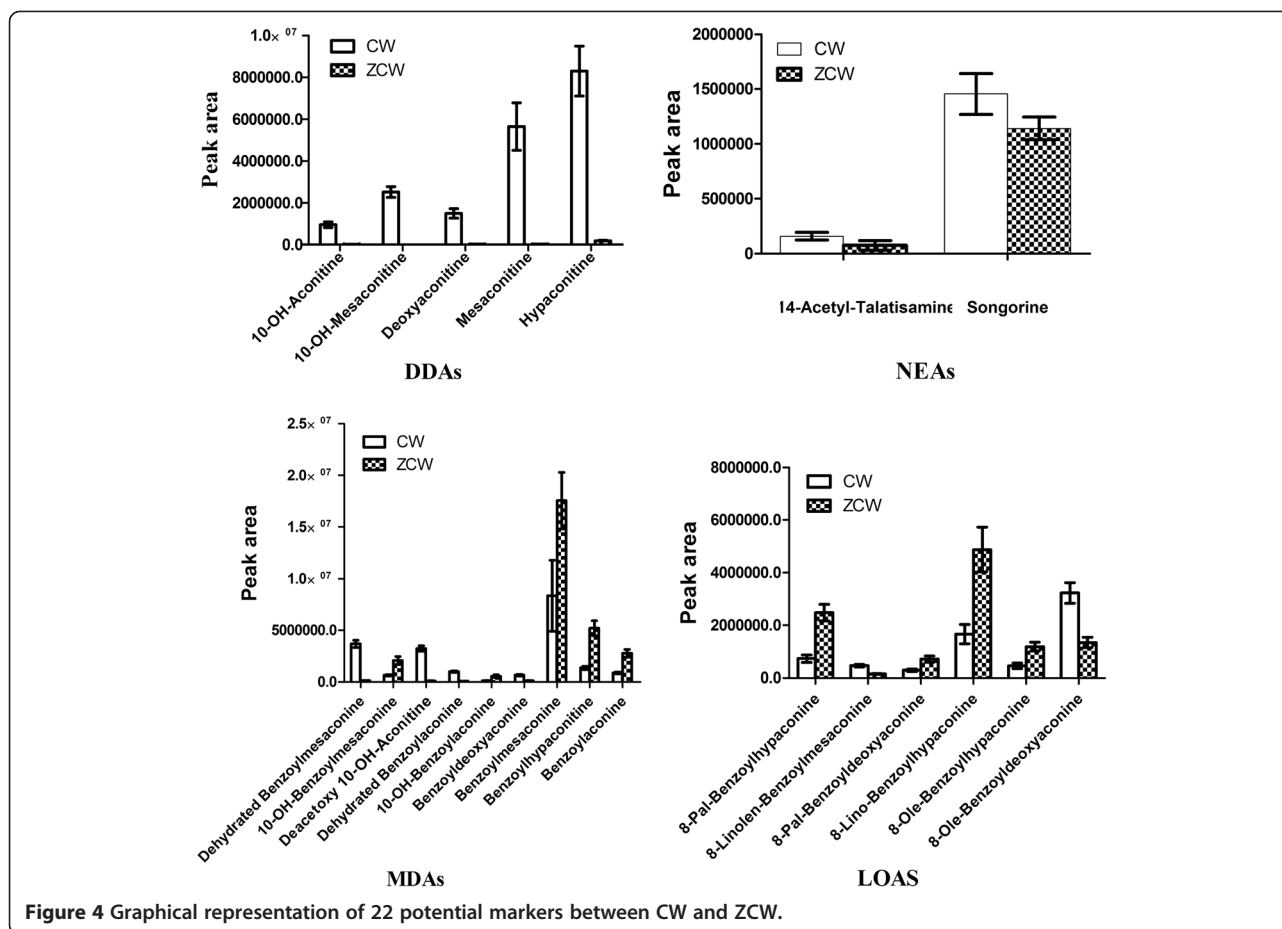 1.0× 07
8000000.0
6000000.0
4000000.0
2000000.0
0.0
Peak area
CW
ZCW
10-OH-Aconitine
10-OH-Mesaconitine
Deoxyaconitine
Mesaconitine
Hypaconitine
DDAs
2000000
1500000
1000000
500000
0
Peak area
CW
ZCW
14-Acetyl-Talatisamine
Songorine
NEAs
2.5× 07
2.0× 07
1.5× 07
1.0× 07
5000000.0
0.0
Peak area
CW
ZCW
Dehydrated Benzoylmesaconine
10-OH-Benzoylmesaconine
Deacetoxy 10-OH-Aconitine
Dehydrated Benzoylaconine
10-OH-Benzoylaconine
Benzoyldeoxyaconine
Benzoylmesaconine
Benzoylhypaconitine
Benzoylaconine
MDAs
8000000.0
6000000.0
4000000.0
2000000.0
0.0
Peak area
CW
ZCW
8-Pal-Benzoylhypaconine
8-Linolen-Benzoylmesaconine
8-Pal-Benzoyldeoxyaconine
8-Lino-Benzoylhypaconine
8-Ole-Benzoylhypaconine
8-Ole-Benzoyldeoxyaconine
LOAS
Figure 4 Graphical representation of 22 potential markers between CW and ZCW.